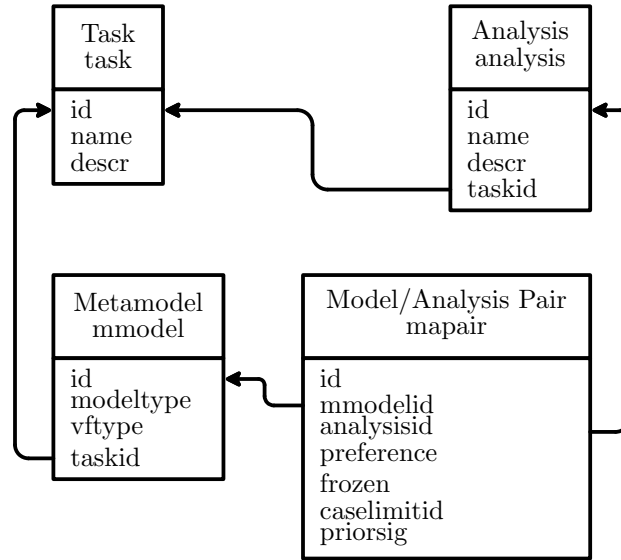 Task
task
id
name
descr
Analysis
analysis
id
name
descr
taskid
Metamodel
mmodel
id
modeltype
vftype
taskid
Model/Analysis Pair
mapair
id
mmodelid
analysisid
preference
frozen
caselimitid
priorsig